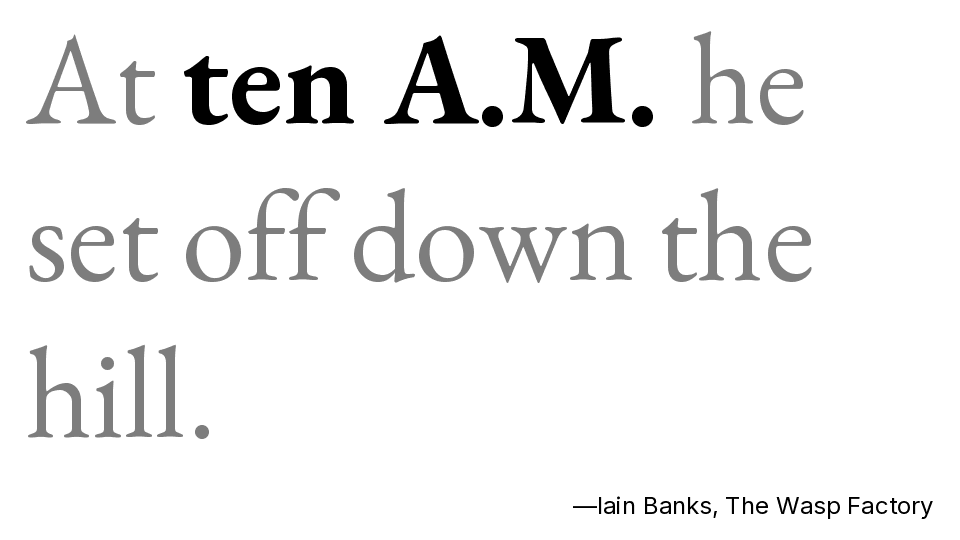 At ten A.M. he
set off down the
hill.
—Iain Banks, The Wasp Factory